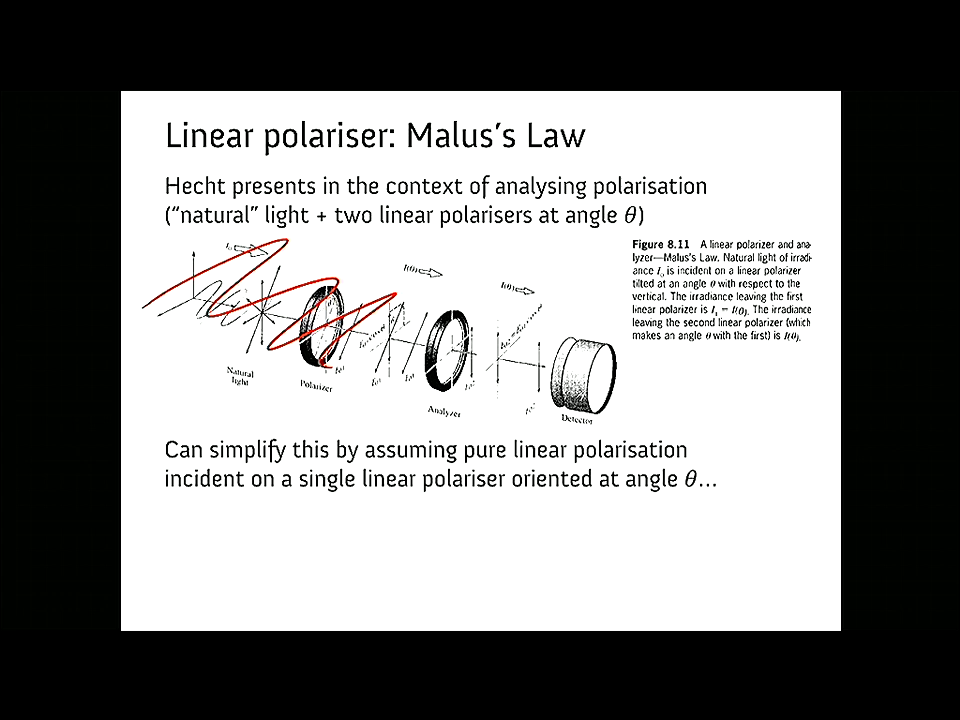 Linear polariser: Malus's Law
Hecht presents in the context of analysing polarisation
("natural" light + two linear polarisers at angle θ)
Figure 8.11 A linear polarizer and ana-
lyzer—Malus's Law. Natural light of irradi-
ance I₀ is incident on a linear polarizer
tilted at an angle θ with respect to the
vertical. The irradiance leaving the first
linear polarizer is I₁ = I(0). The irradiance
leaving the second linear polarizer (which
makes an angle θ with the first) is I(θ).
I(0)
I(θ)
Natural
light
Polarizer
Analyzer
Detector
Can simplify this by assuming pure linear polarisation
incident on a single linear polariser oriented at angle θ...